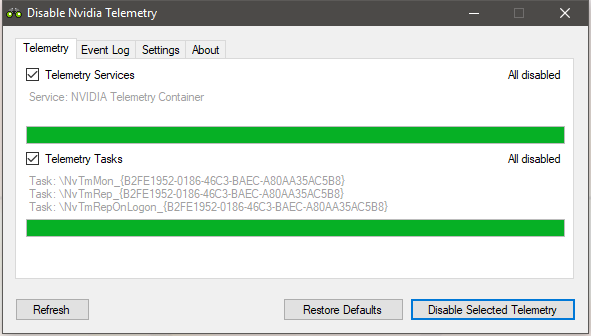 Disable Nvidia Telemetry
Telemetry Event Log Settings About
Telemetry Services All disabled
Service: NVIDIA Telemetry Container
Telemetry Tasks All disabled
Task: \NvTmMon_{B2FE1952-0186-46C3-BAEC-A80AA35AC5B8}
Task: \NvTmRep_{B2FE1952-0186-46C3-BAEC-A80AA35AC5B8}
Task: \NvTmRepOnLogon_{B2FE1952-0186-46C3-BAEC-A80AA35AC5B8}
Refresh Restore Defaults Disable Selected Telemetry